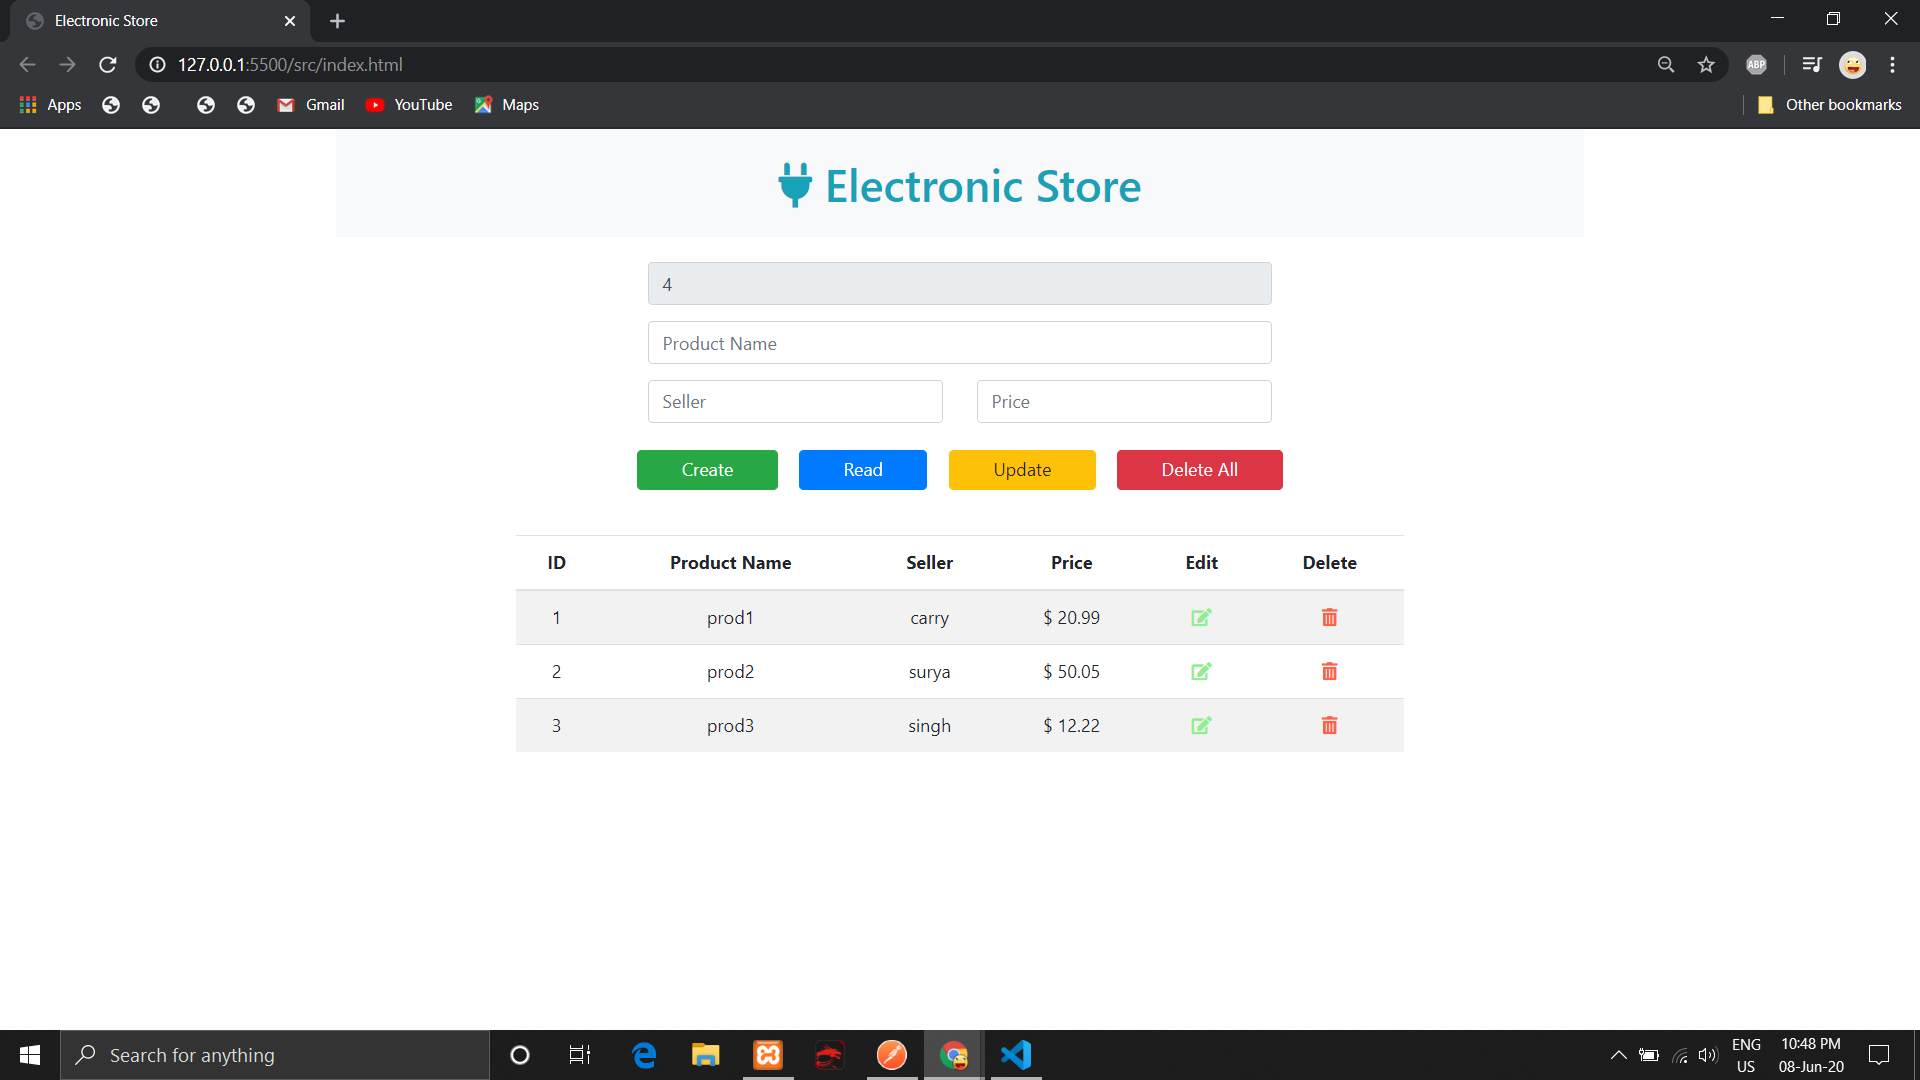 Electronic Store
127.0.0.1:5500/src/index.html
ABP
Apps Gmail YouTube Maps Other bookmarks
Electronic Store
4
Product Name
Seller Price
Create Read Update Delete All
ID Product Name Seller Price Edit Delete
1 prod1 carry $ 20.99
2 prod2 surya $ 50.05
3 prod3 singh $ 12.22
Search for anything
ENG 10:48 PM
US 08-Jun-20